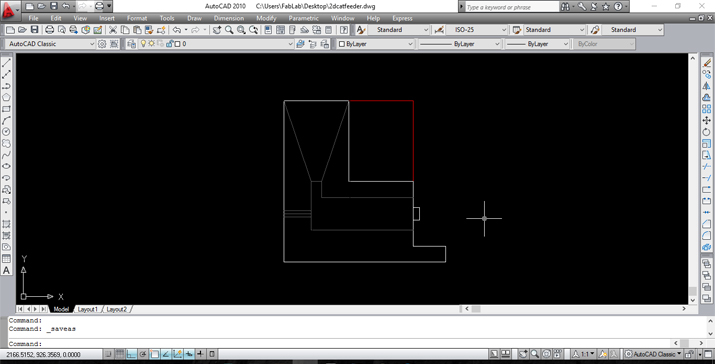 AutoCAD 2010 C:\Users\FabLab\Desktop\2dcatfeeder.dwg
Type a keyword or phrase
File Edit View Insert Format Tools Draw Dimension Modify Parametric Window Help Express
AutoCAD Classic
0
Standard
ISO-25
Standard
Standard
ByLayer
ByLayer
ByLayer
ByColor
A
Y
X
Model Layout1 Layout2
Command:
Command: _saveas
Command:
2166.5152, 926.3569, 0.0000
1:1
AutoCAD Classic